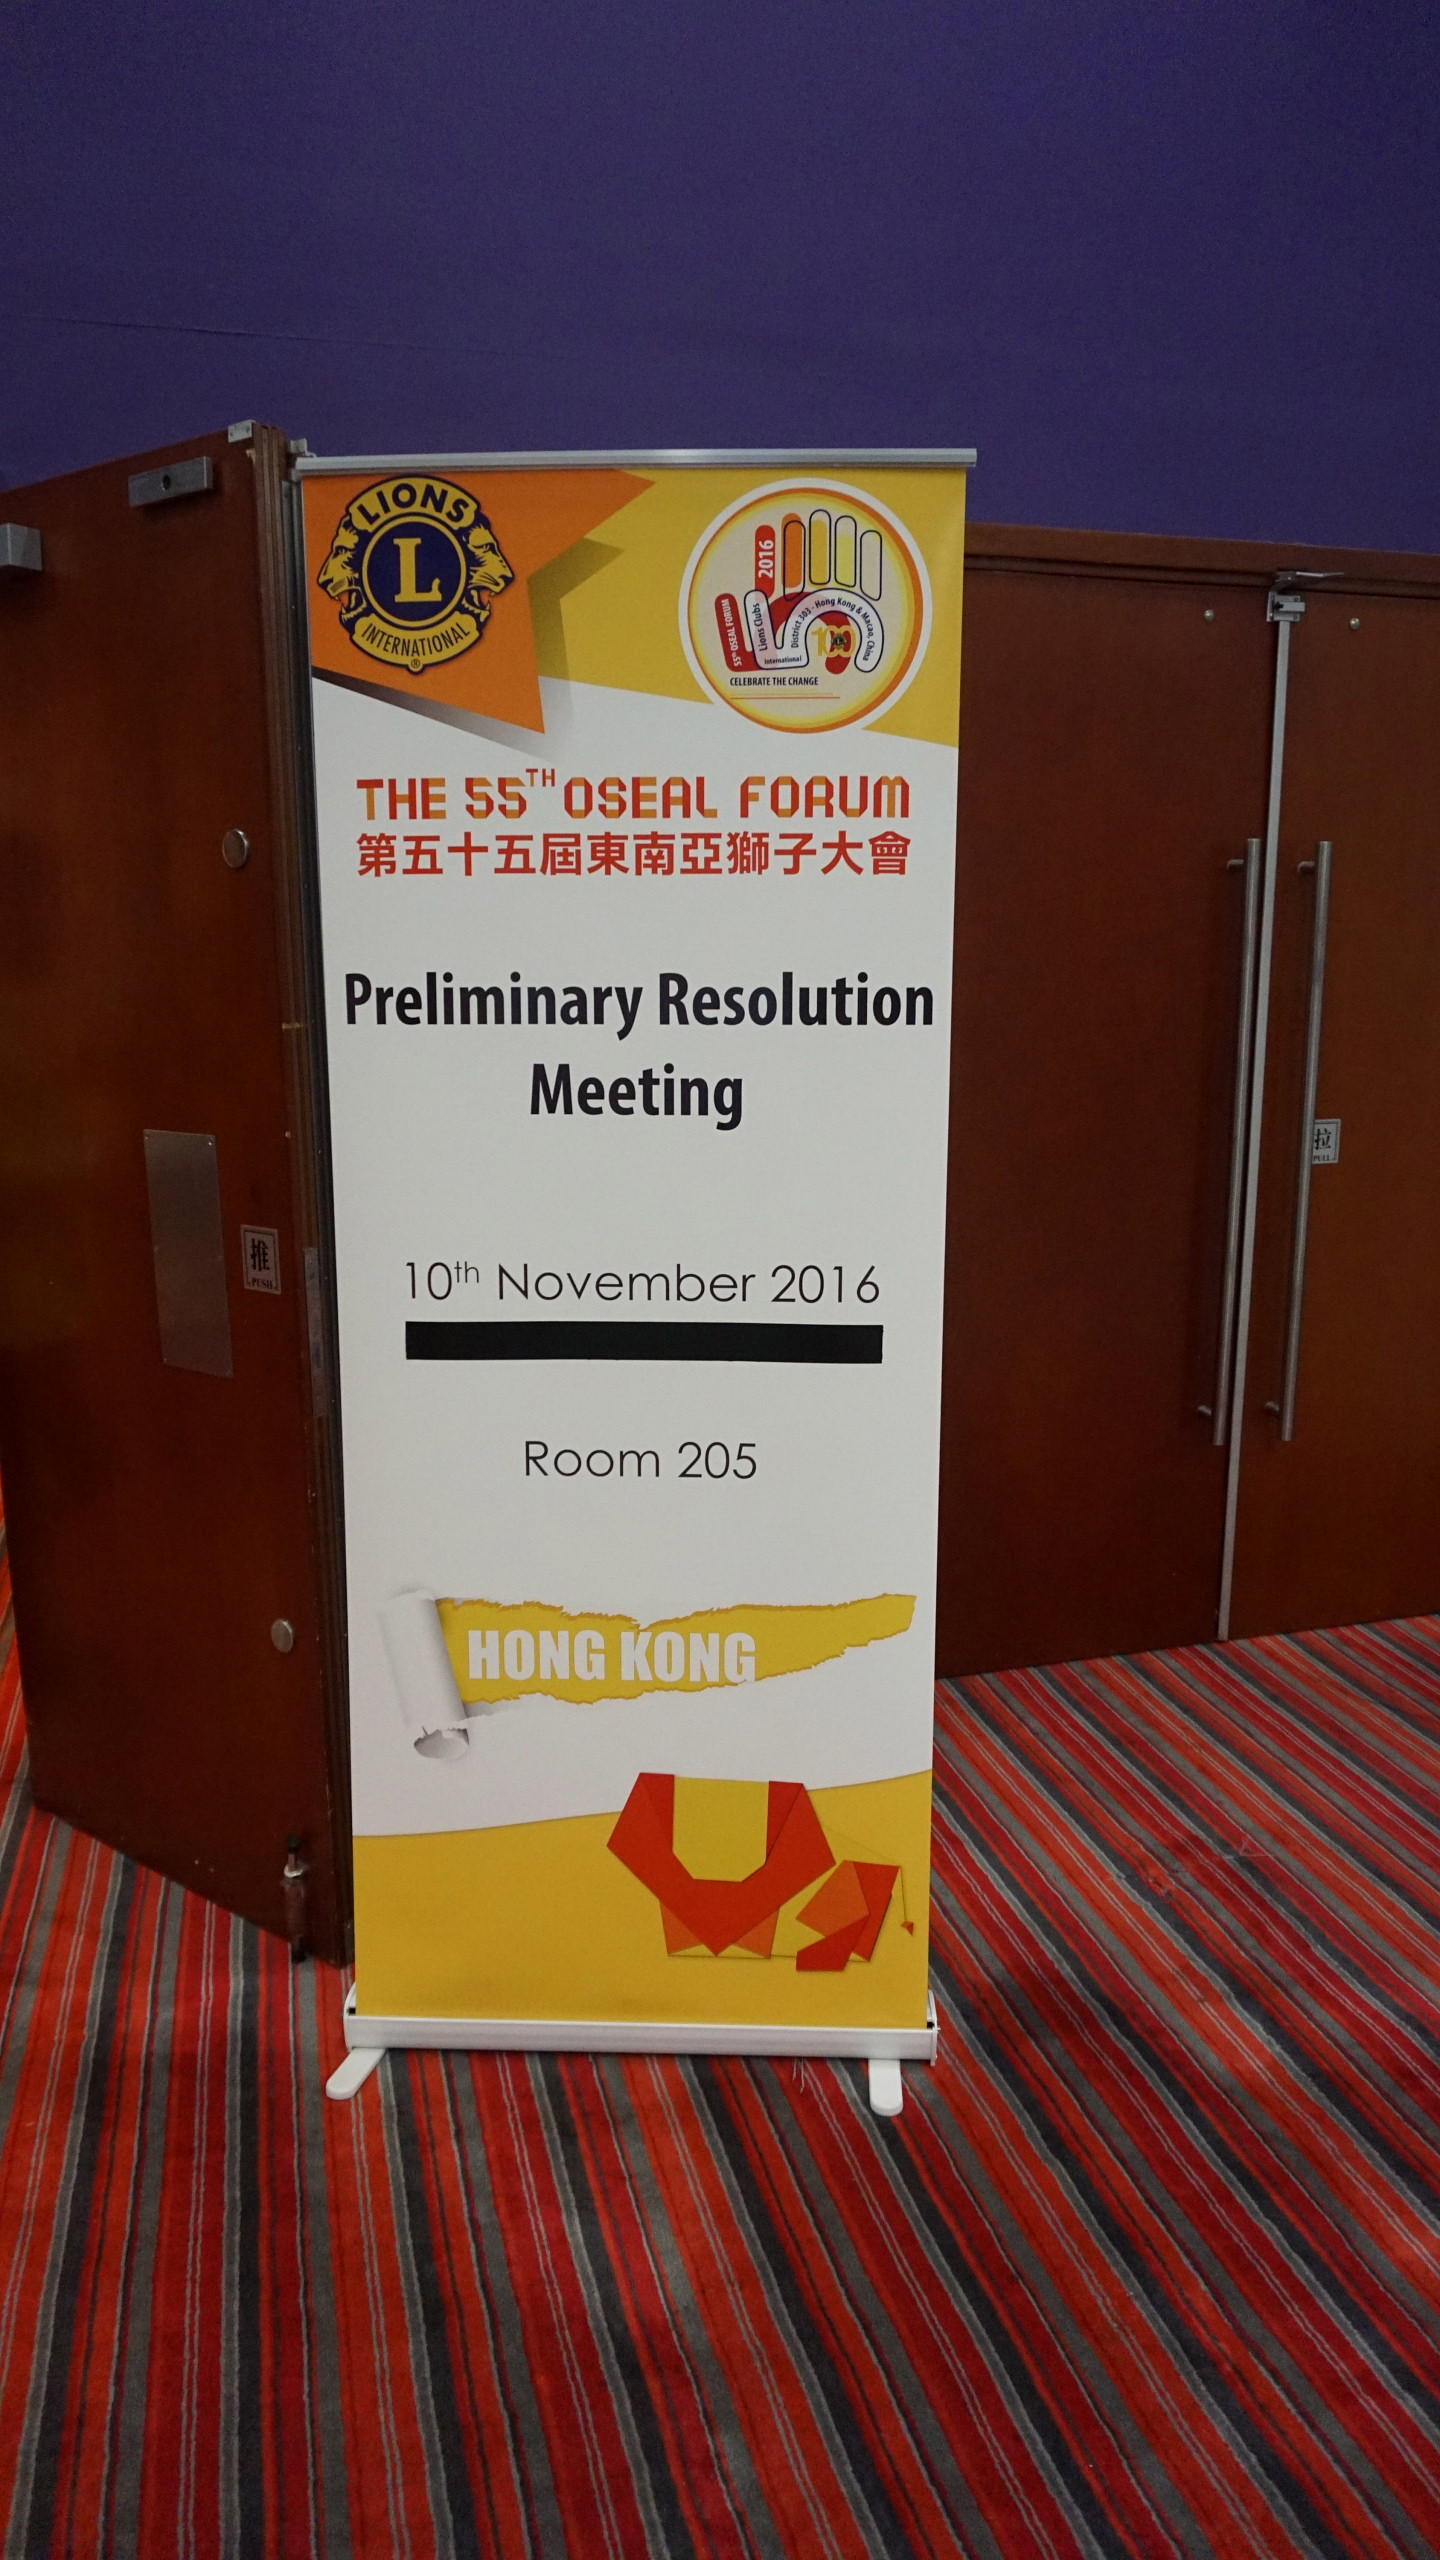 LIONS
L
INTERNATIONAL
®
2016
55th OSEAL FORUM
Lions Clubs
International
District 303 - Hong Kong & Macao, China
100
CELEBRATE THE CHANGE
THE 55TH OSEAL FORUM
第五十五屆東南亞獅子大會
Preliminary Resolution
Meeting
10th November 2016
Room 205
HONG KONG
推
PUSH
拉
PULL